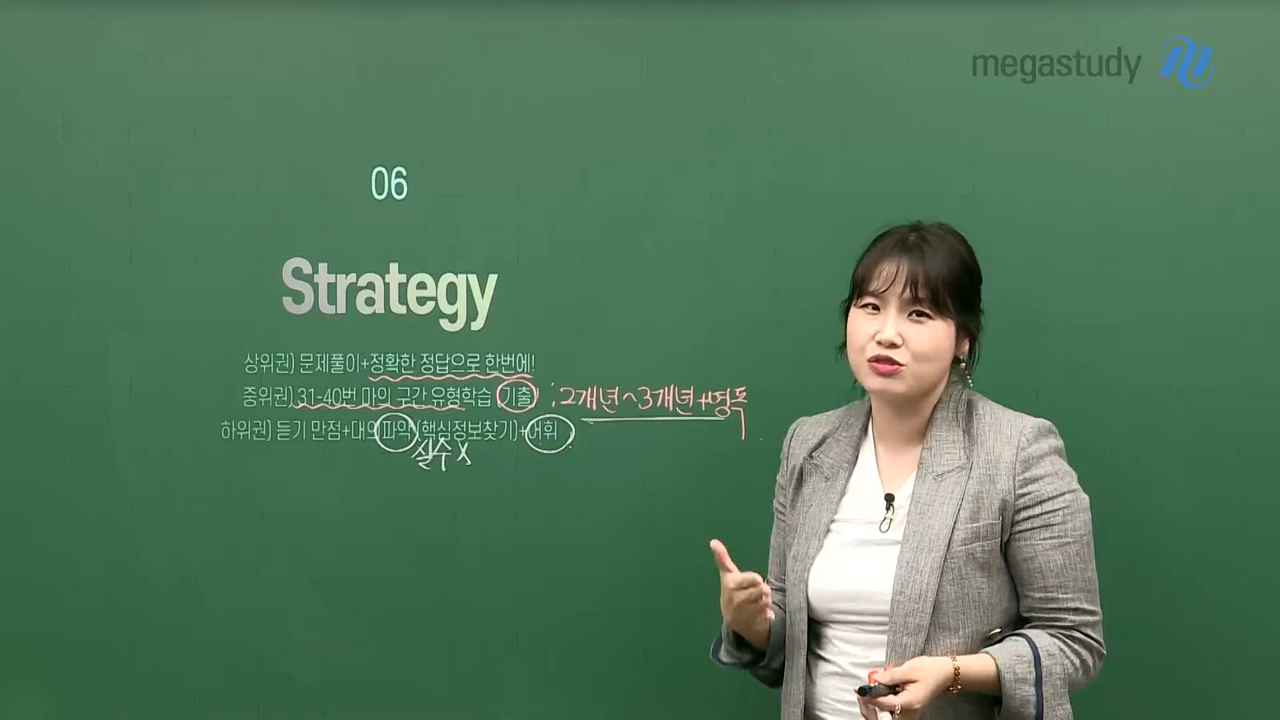 megastudy
06
Strategy
상위권) 문제풀이+정확한 정답으로 한번에!
중위권) 31-40번 마의 구간 유형학습 (기출) : 2개년~3개년+명독
하위권) 듣기 만점+대의파악(핵심정보찾기)+어휘
실수 X